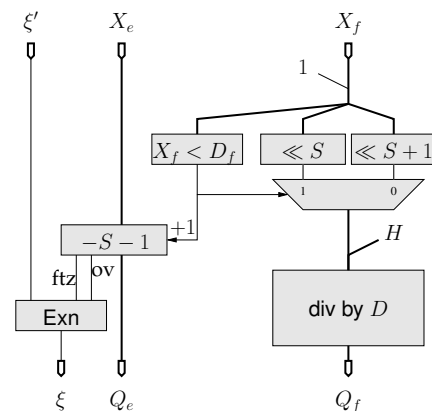 ξ′ X_e X_f
1
X_f < D_f ≪ S ≪ S + 1
1 0
+1
−S − 1
H
ftz ov
Exn div by D
ξ Q_e Q_f